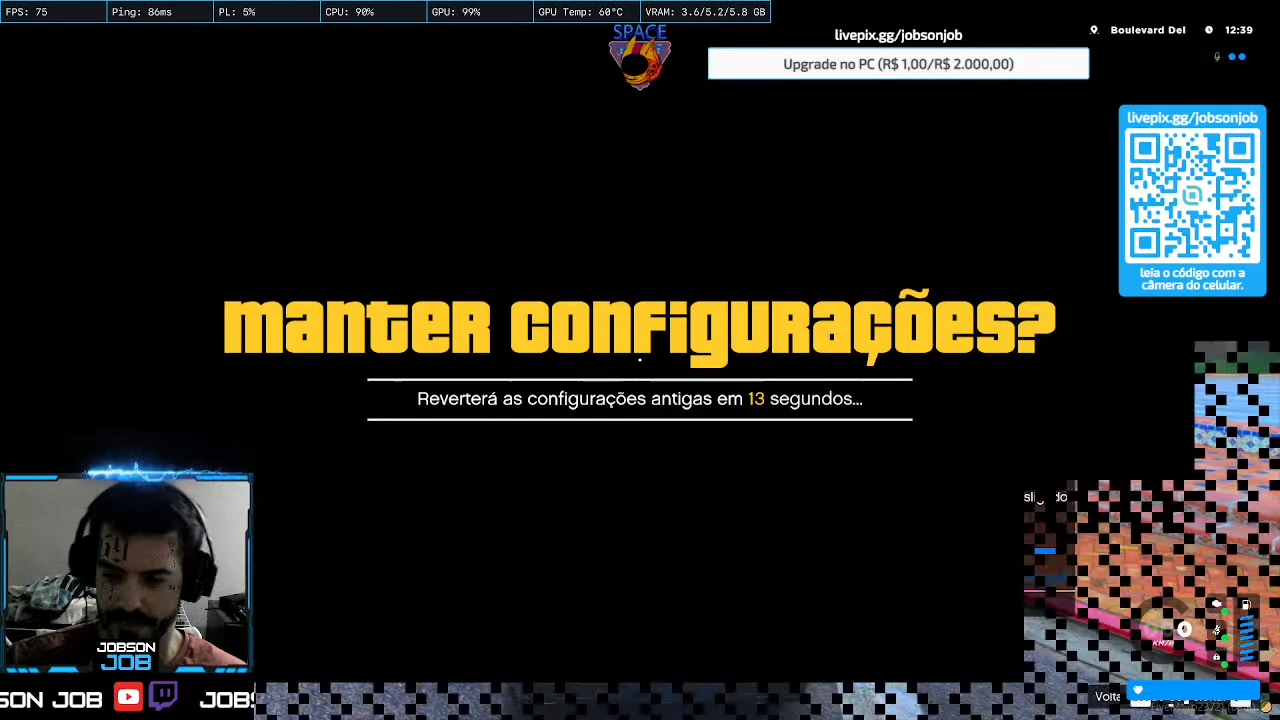 FPS: 75
Ping: 86ms
PL: 5%
CPU: 90%
GPU: 99%
GPU Temp: 60°C
VRAM: 3.6/5.2/5.8 GB
SPACE
livepix.gg/jobsonjob
Upgrade no PC (R$ 1,00/R$ 2.000,00)
Boulevard Del
12:39
livepix.gg/jobsonjob
leia o código com a
câmera do celular.
manter configurações?
Reverterá as configurações antigas em 13 segundos...
KM/H
JOBSON
JOB
SON JOB
JOBS
Volta